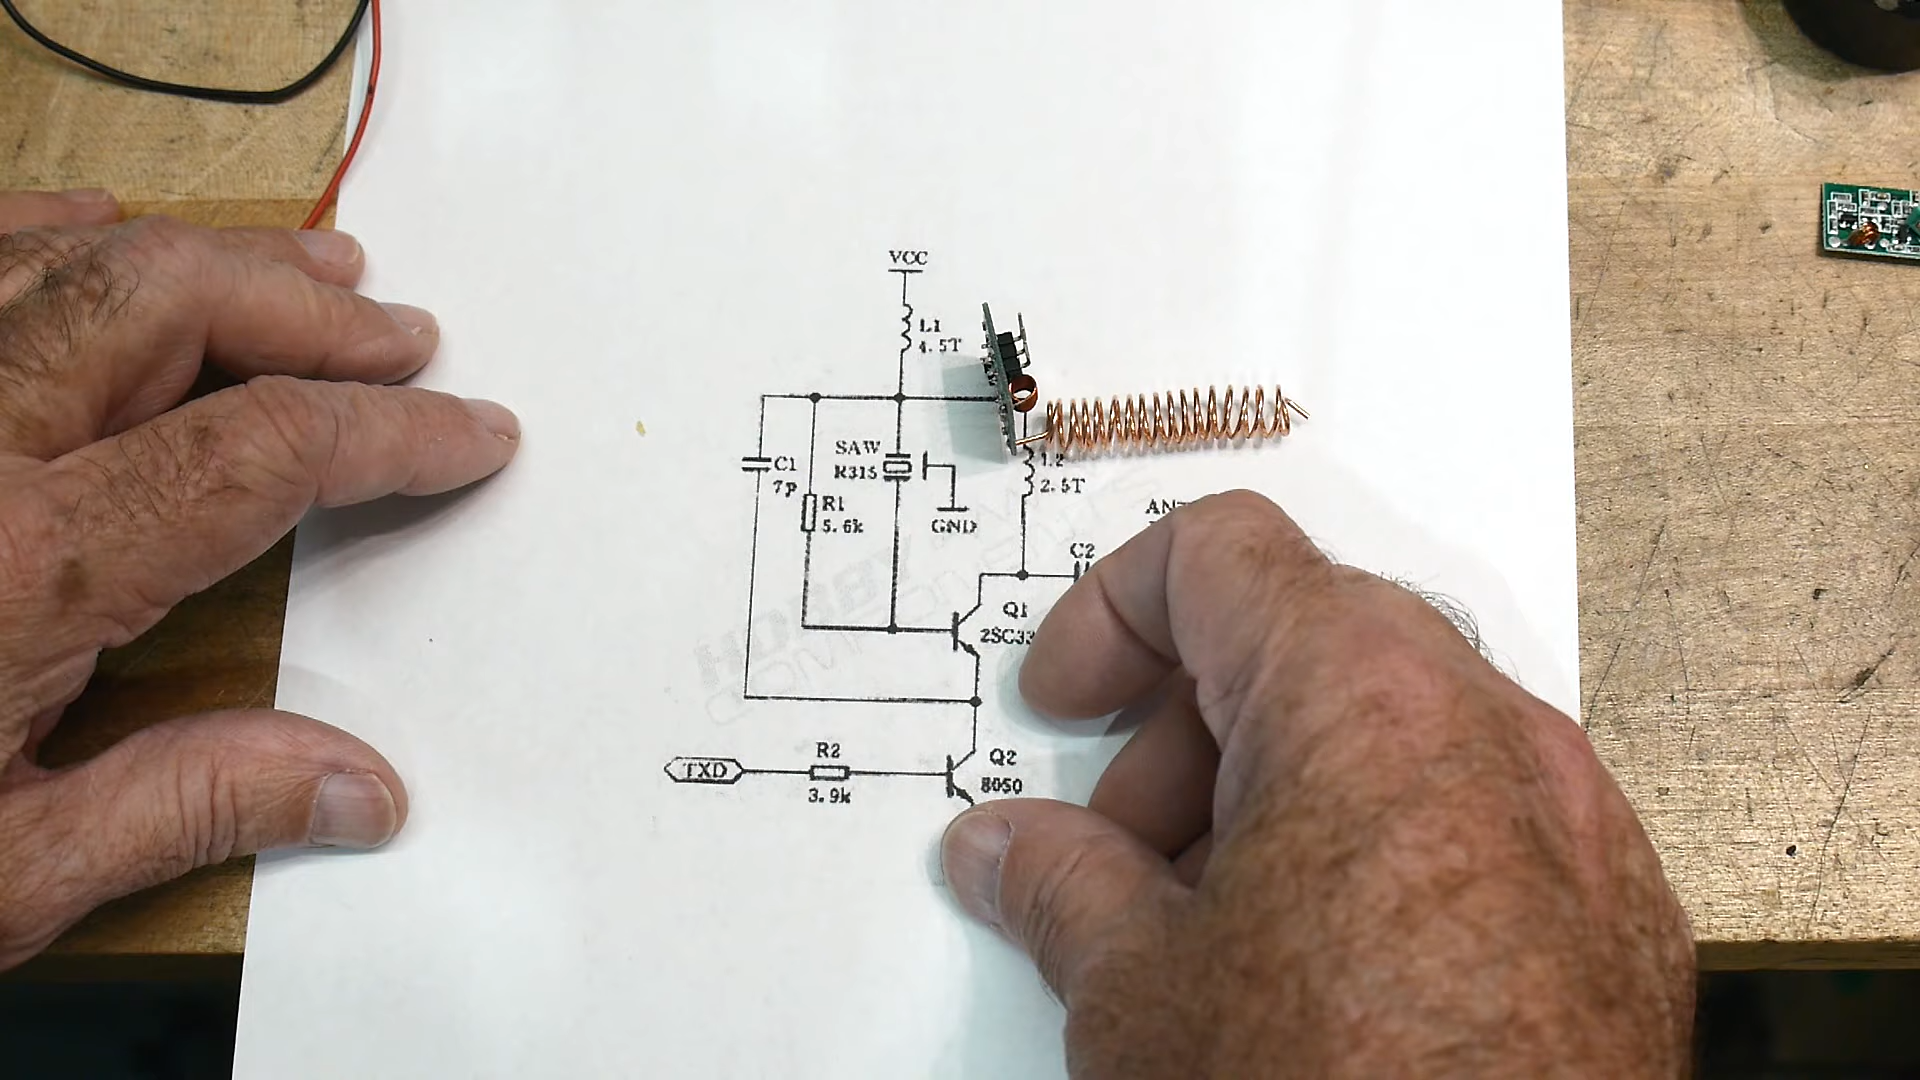 VCC
L1
4.5T
SAW
R315
C1
7p
R1
5.6k
GND
2.5T
C2
Q1
TXD
R2
3.9k
Q2
8050
HOBBY